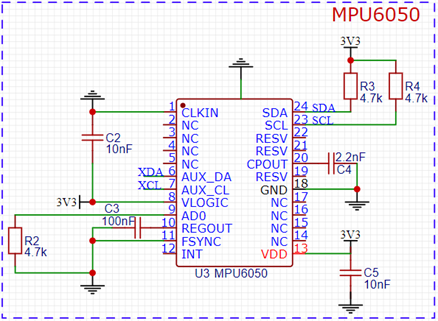 MPU6050
3V3
R3
4.7k
R4
4.7k
1 CLKIN
2 NC
3 NC
4 NC
5 NC
XDA 6 AUX_DA
XCL 7 AUX_CL
3V3 8 VLOGIC
9 AD0
10 REGOUT
11 FSYNC
12 INT
SDA 24 SDA
SCL 23 SCL
RESV 22
RESV 21
CPOUT 20
RESV 19
GND 18
NC 17
NC 16
NC 15
NC 14
VDD 13
C2
10nF
2.2nF
C4
C3
100nF
R2
4.7k
3V3
C5
10nF
U3 MPU6050